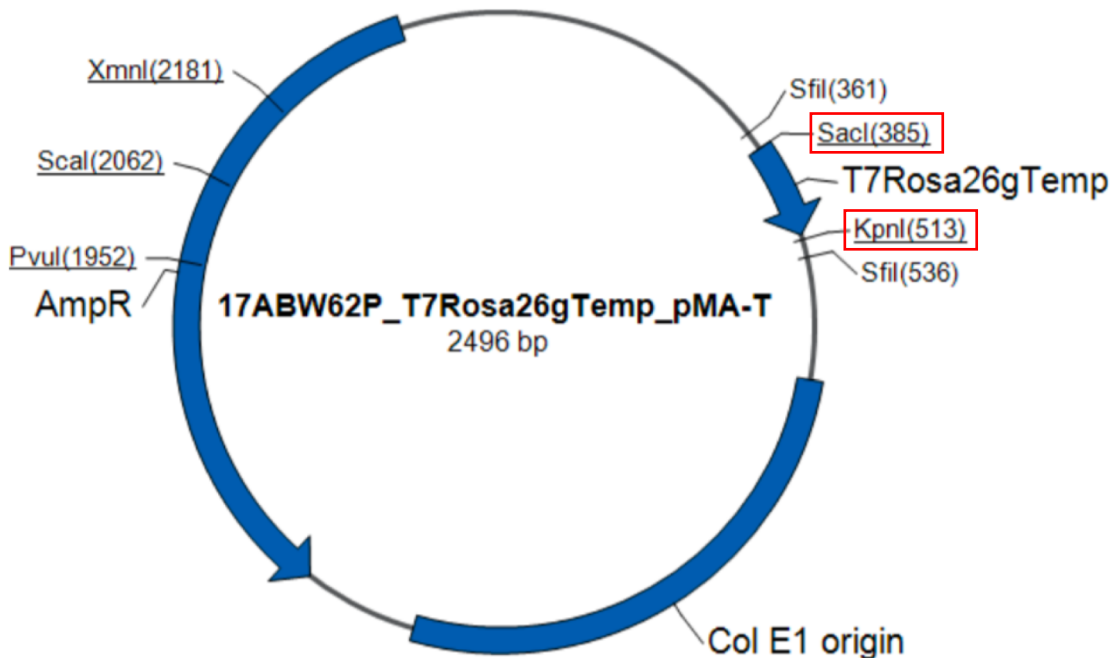 XmnI(2181)
SfiI(361)
SacI(385)
ScaI(2062)
T7Rosa26gTemp
KpnI(513)
PvuI(1952)
SfiI(536)
AmpR
17ABW62P_T7Rosa26gTemp_pMA-T
2496 bp
Col E1 origin